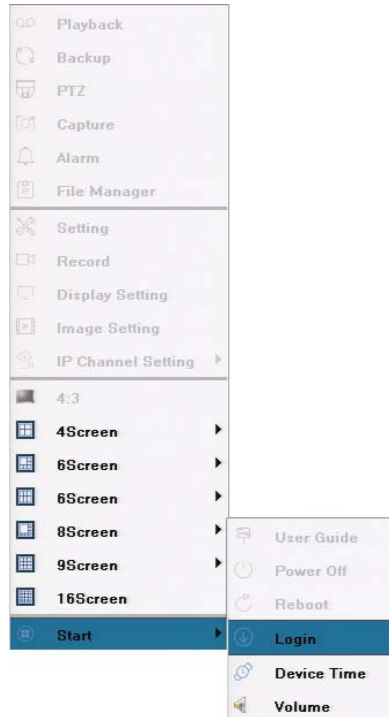 Playback
Backup
PTZ
Capture
Alarm
File Manager
Setting
Record
Display Setting
Image Setting
IP Channel Setting
4:3
4Screen
6Screen
6Screen
8Screen
9Screen
16Screen
Start
User Guide
Power Off
Reboot
Login
Device Time
Volume